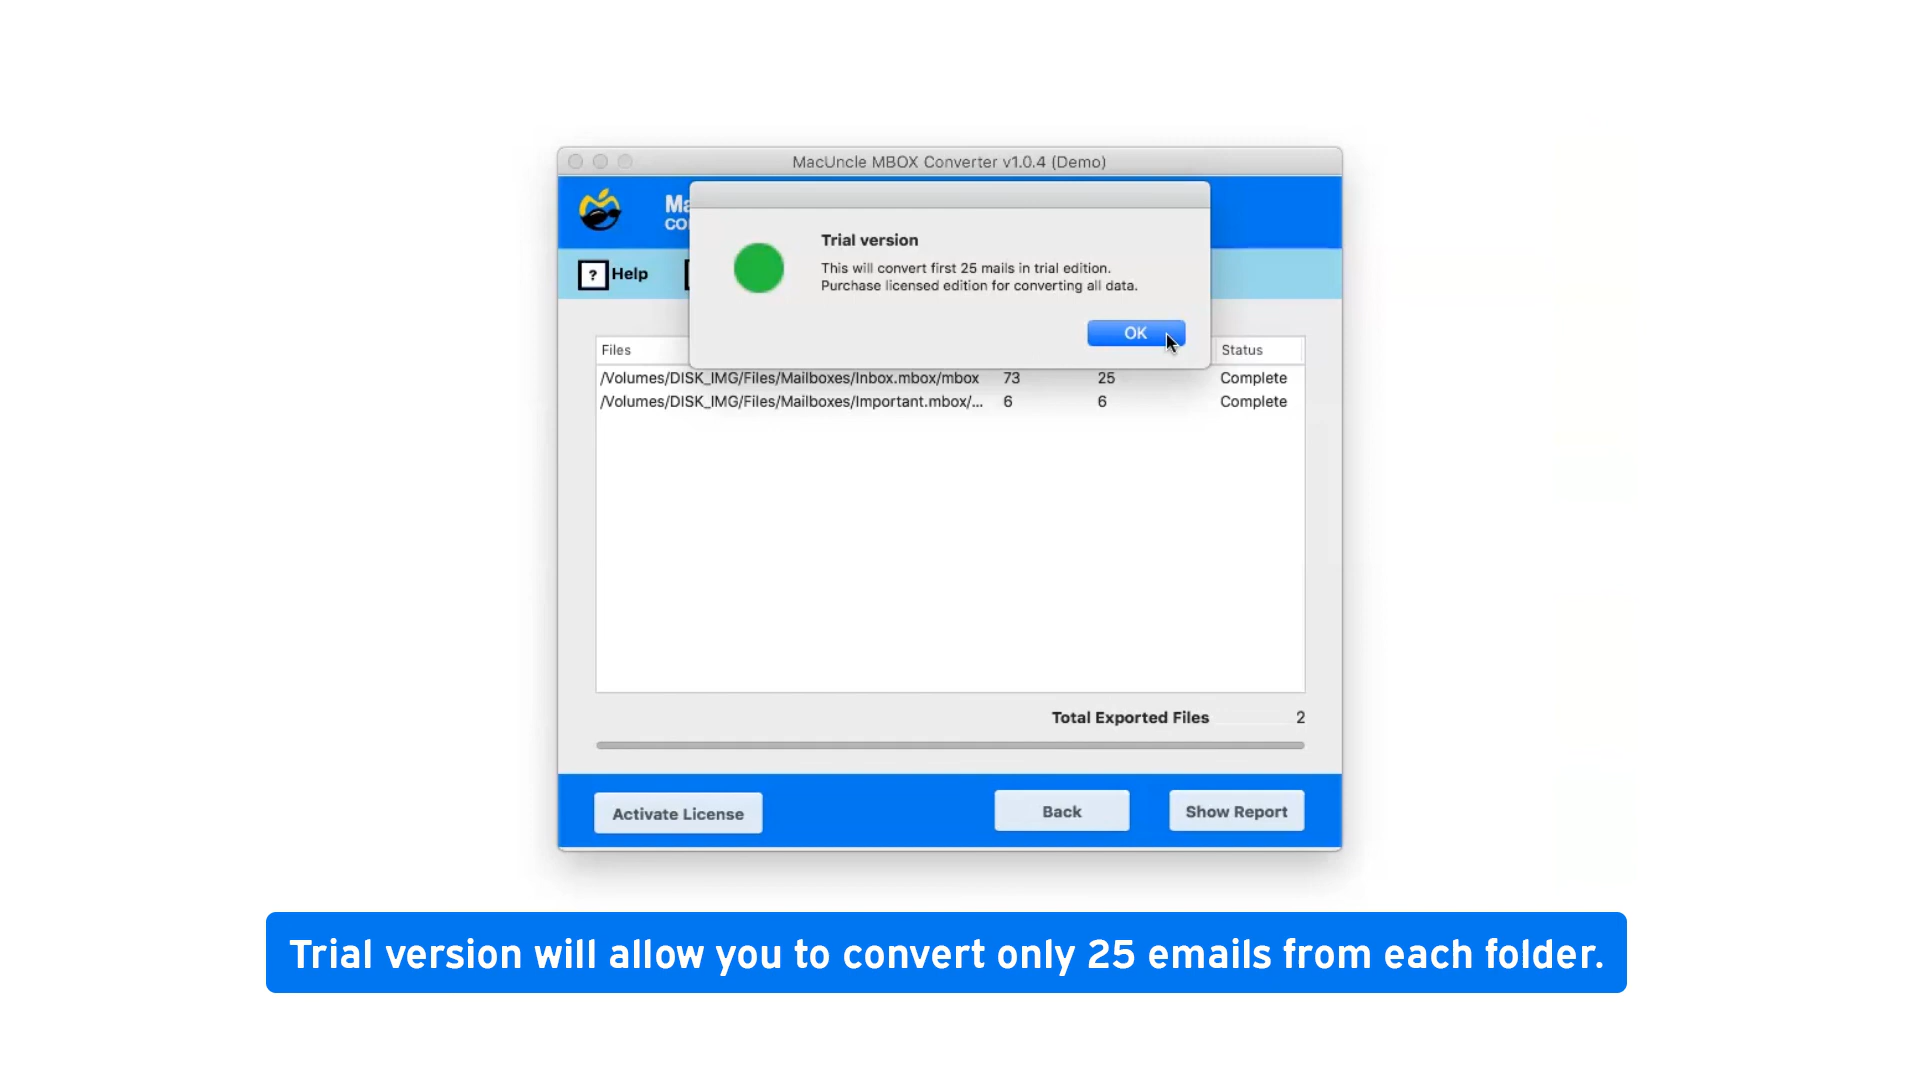 MacUncle MBOX Converter v1.0.4 (Demo)
Trial version
This will convert first 25 mails in trial edition.
Purchase licensed edition for converting all data.
OK
? Help
Files Status
/Volumes/DISK_IMG/Files/Mailboxes/Inbox.mbox/mbox 73 25 Complete
/Volumes/DISK_IMG/Files/Mailboxes/Important.mbox/... 6 6 Complete
Total Exported Files 2
Activate License Back Show Report
Trial version will allow you to convert only 25 emails from each folder.